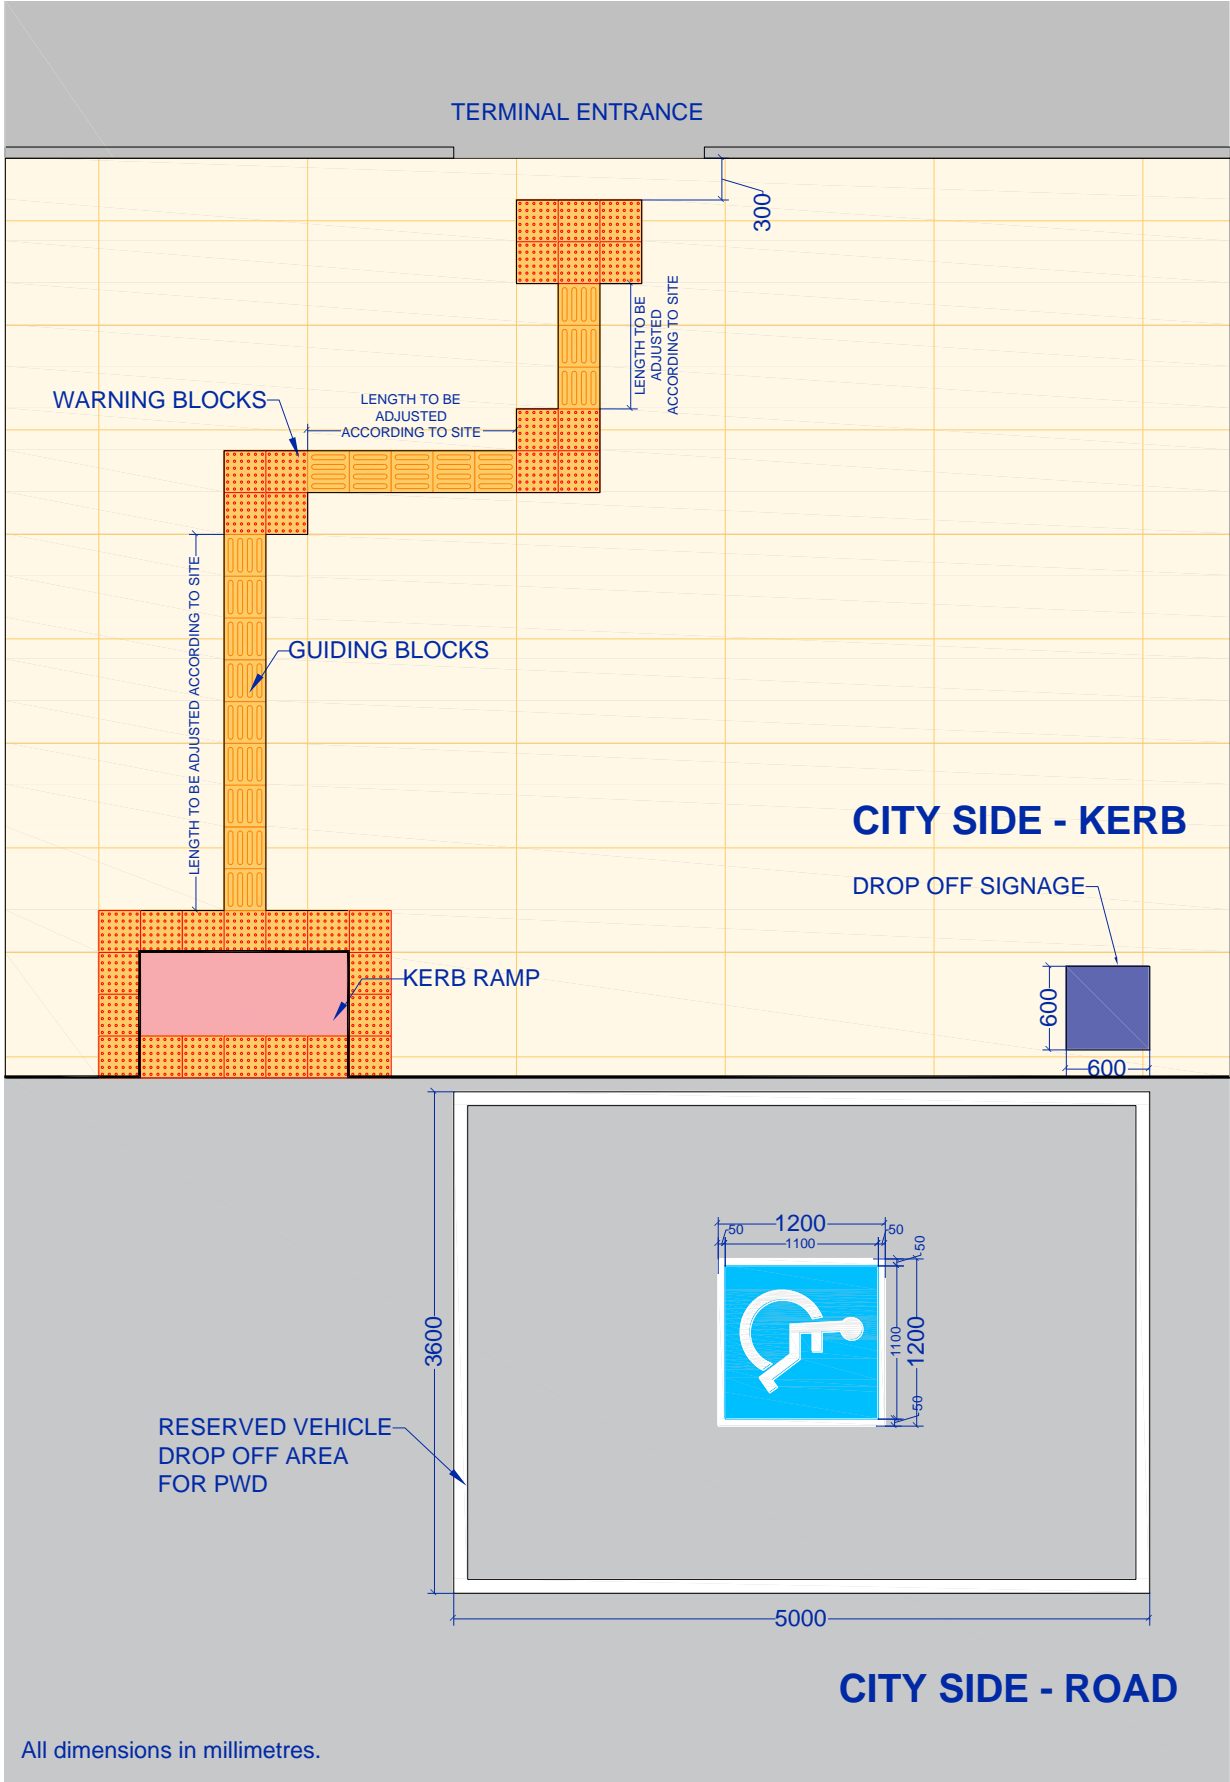 TERMINAL ENTRANCE
300
LENGTH TO BE
ADJUSTED
ACCORDING TO SITE
WARNING BLOCKS
LENGTH TO BE
ADJUSTED
ACCORDING TO SITE
LENGTH TO BE ADJUSTED ACCORDING TO SITE
GUIDING BLOCKS
CITY SIDE - KERB
DROP OFF SIGNAGE
KERB RAMP
600
600
1200
50
1100
50
50
1100
1200
50
3600
RESERVED VEHICLE
DROP OFF AREA
FOR PWD
5000
CITY SIDE - ROAD
All dimensions in millimetres.